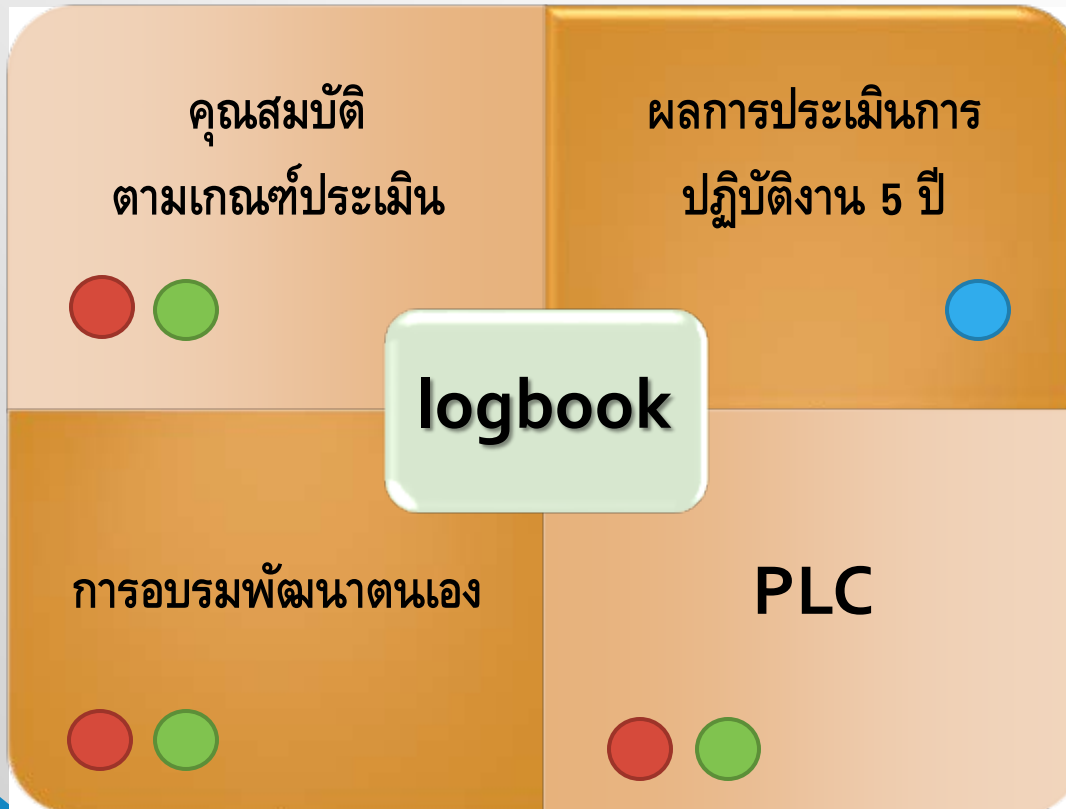 คุณสมบัติ
ตามเกณฑ์ประเมิน
ผลการประเมินการ
ปฏิบัติงาน 5 ปี
logbook
การอบรมพัฒนาตนเอง
PLC